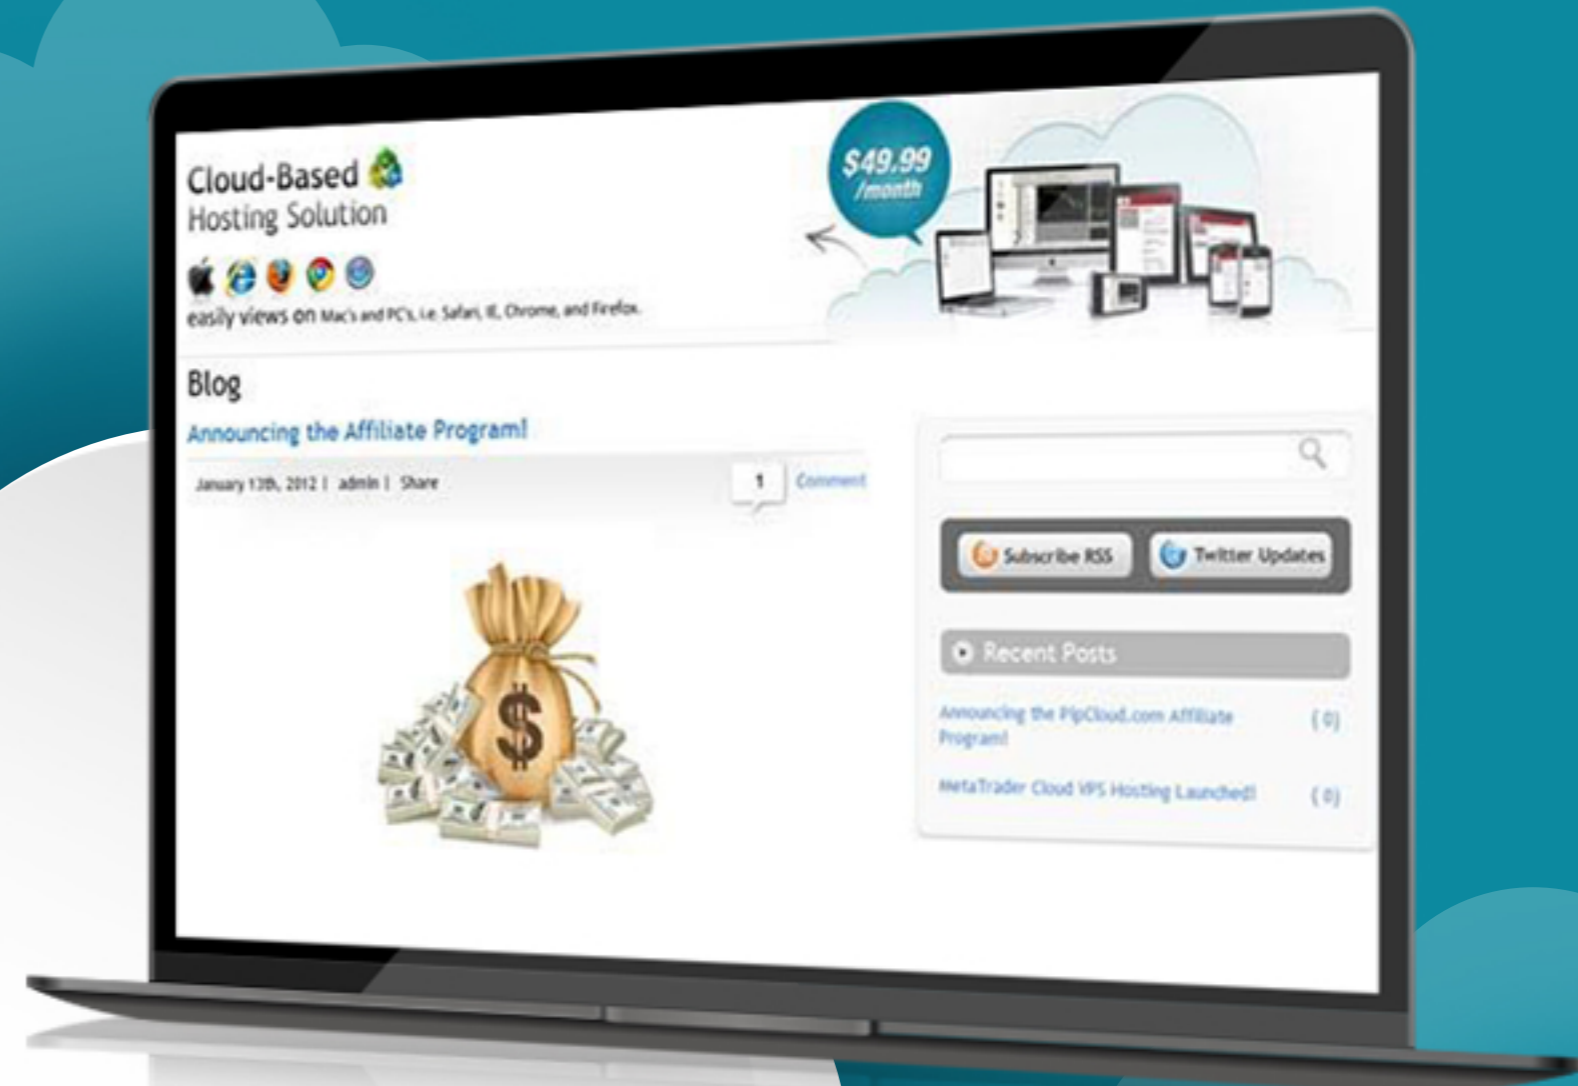 Cloud-Based
Hosting Solution
easily views on Mac's and PC's, i.e. Safari, IE, Chrome, and Firefox.
$49.99
/month
Blog
Announcing the Affiliate Program!
January 13th, 2012 | admin | Share
1
Comment
Subscribe RSS
Twitter Updates
Recent Posts
Announcing the PipCloud.com Affiliate
Program!
( 0)
MetaTrader Cloud VPS Hosting Launched!
( 0)
$